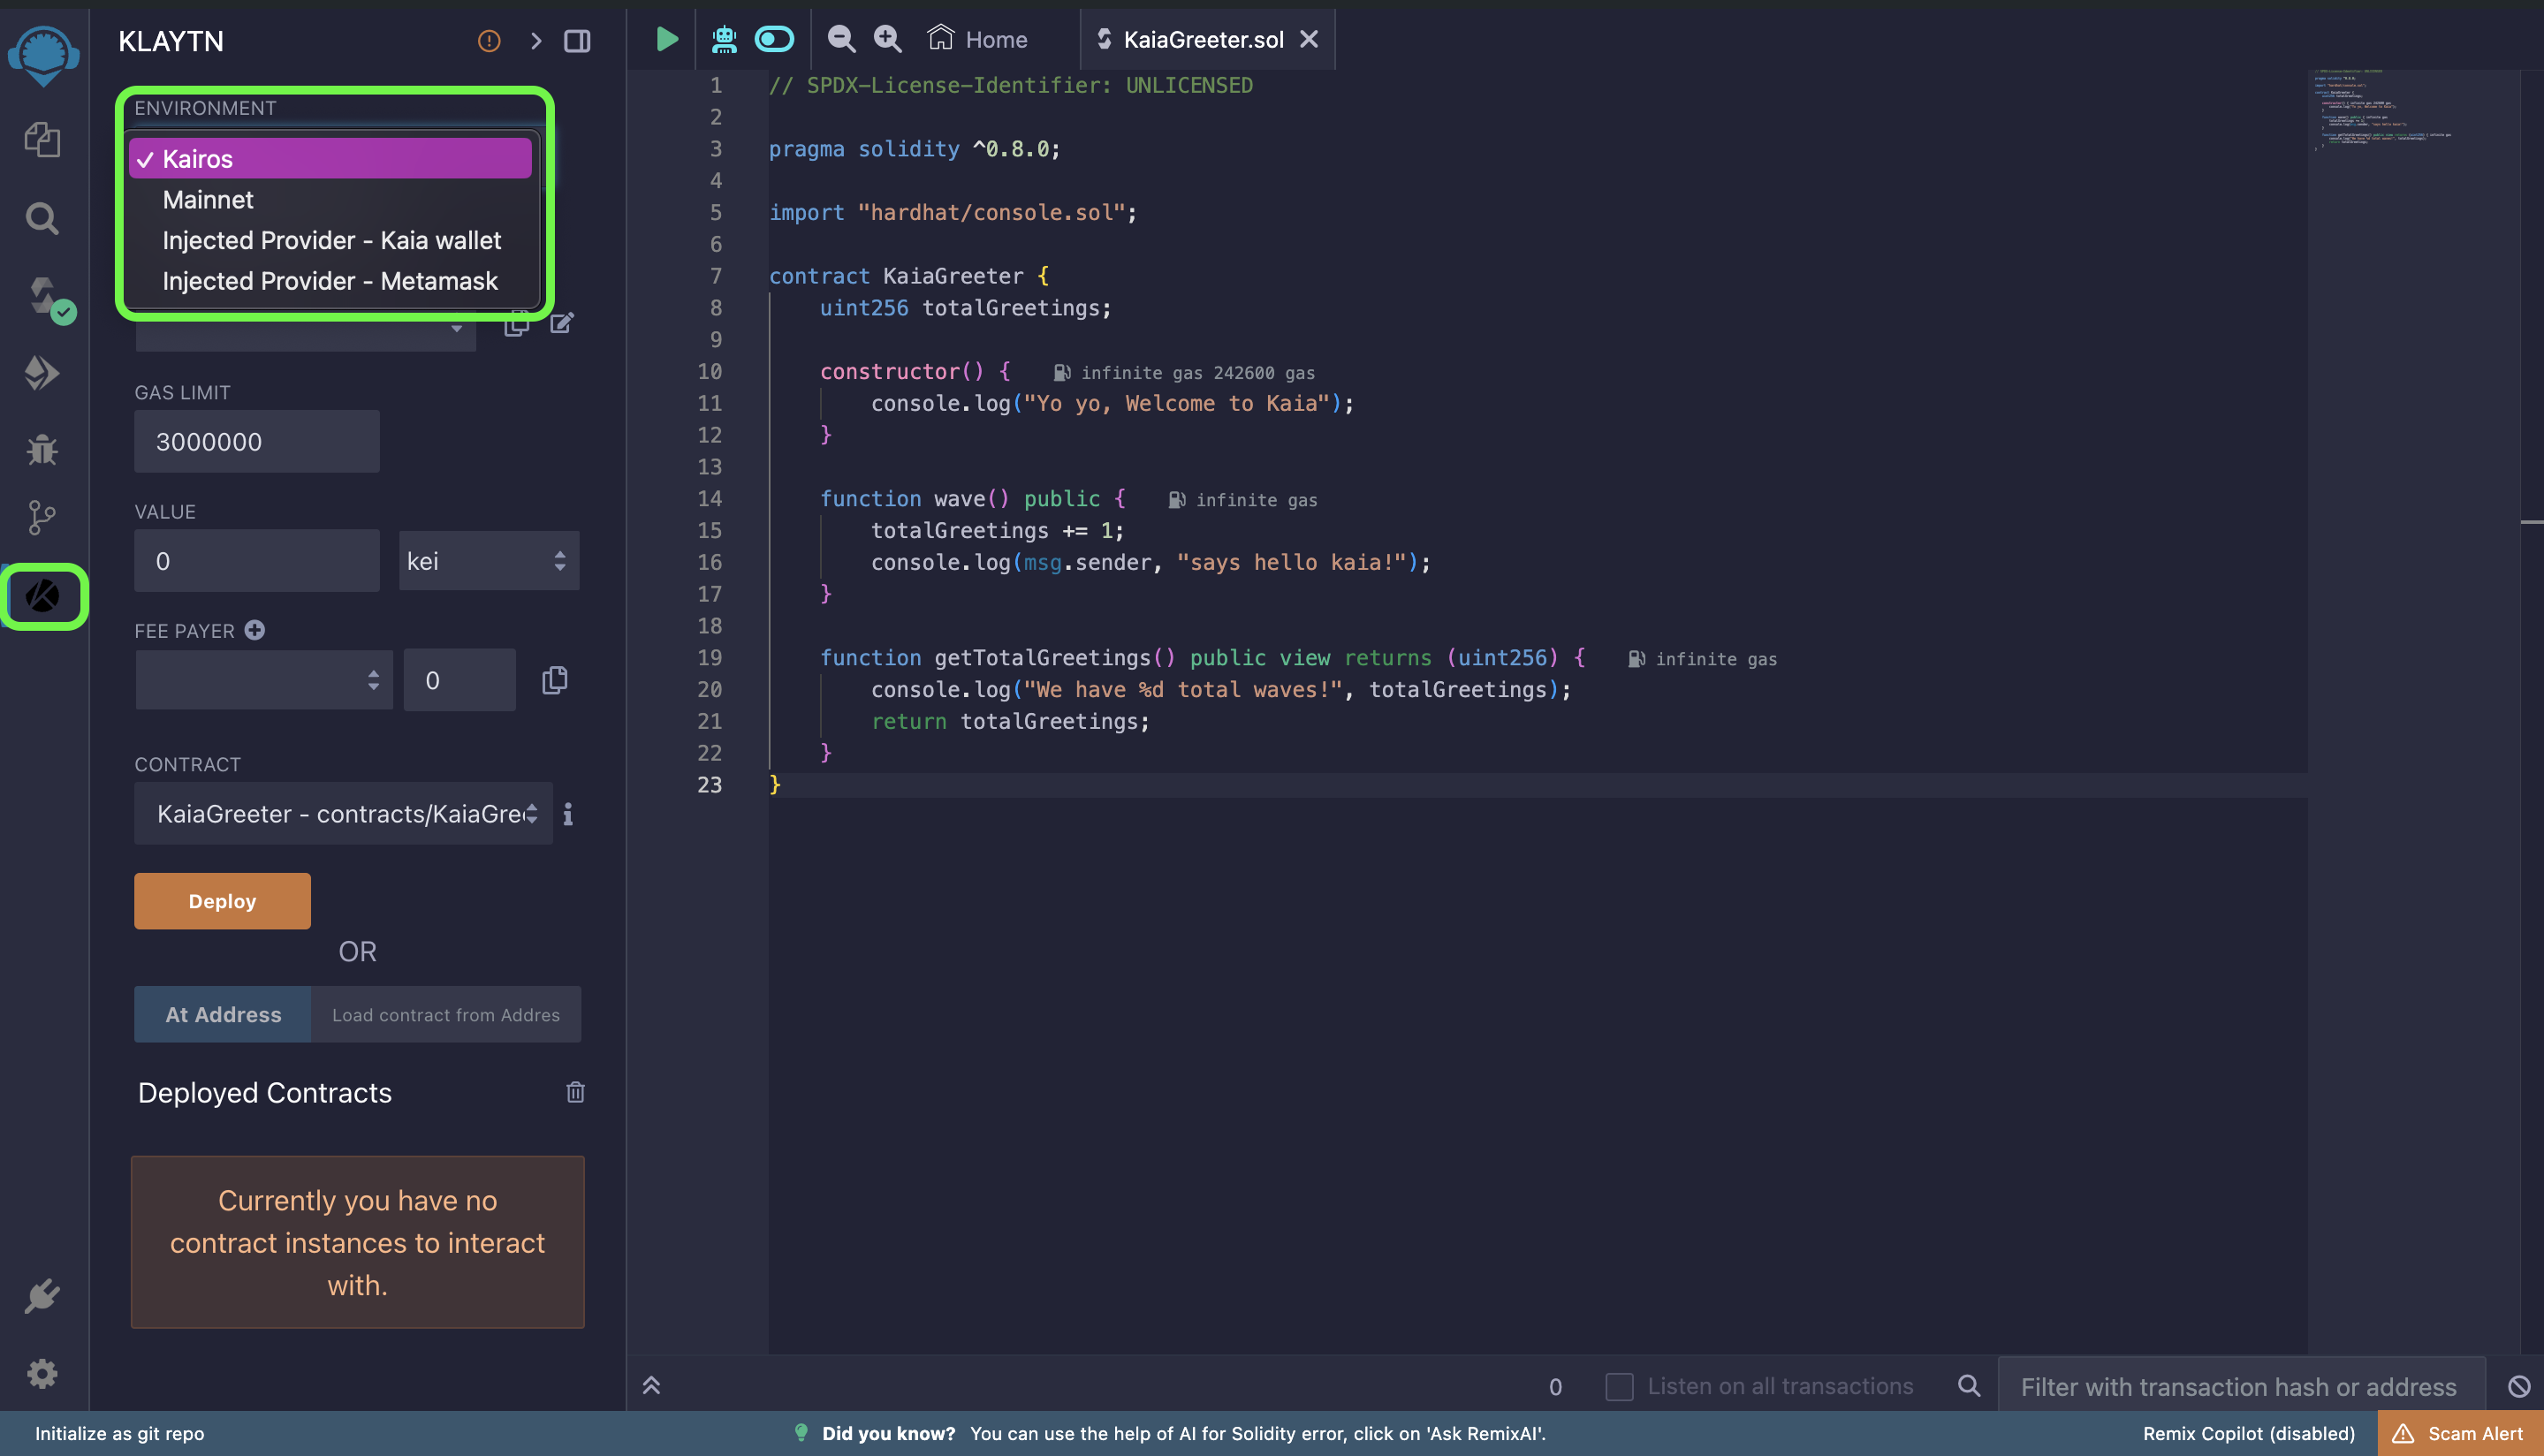 KLAYTN
ENVIRONMENT
Kairos
Mainnet
Injected Provider - Kaia wallet
Injected Provider - Metamask
GAS LIMIT
3000000
VALUE
0
kei
FEE PAYER
0
CONTRACT
KaiaGreeter - contracts/KaiaGre
Deploy
OR
At Address
Load contract from Addres
Deployed Contracts
Currently you have no
contract instances to interact
with.
Home
KaiaGreeter.sol
1 // SPDX-License-Identifier: UNLICENSED
2
3 pragma solidity ^0.8.0;
4
5 import "hardhat/console.sol";
6
7 contract KaiaGreeter {
8 uint256 totalGreetings;
9
10 constructor() { infinite gas 242600 gas
11 console.log("Yo yo, Welcome to Kaia");
12 }
13
14 function wave() public { infinite gas
15 totalGreetings += 1;
16 console.log(msg.sender, "says hello kaia!");
17 }
18
19 function getTotalGreetings() public view returns (uint256) { infinite gas
20 console.log("We have %d total waves!", totalGreetings);
21 return totalGreetings;
22 }
23 }
0
Listen on all transactions
Filter with transaction hash or address
Initialize as git repo
Did you know? You can use the help of AI for Solidity error, click on 'Ask RemixAI'.
Remix Copilot (disabled)
Scam Alert